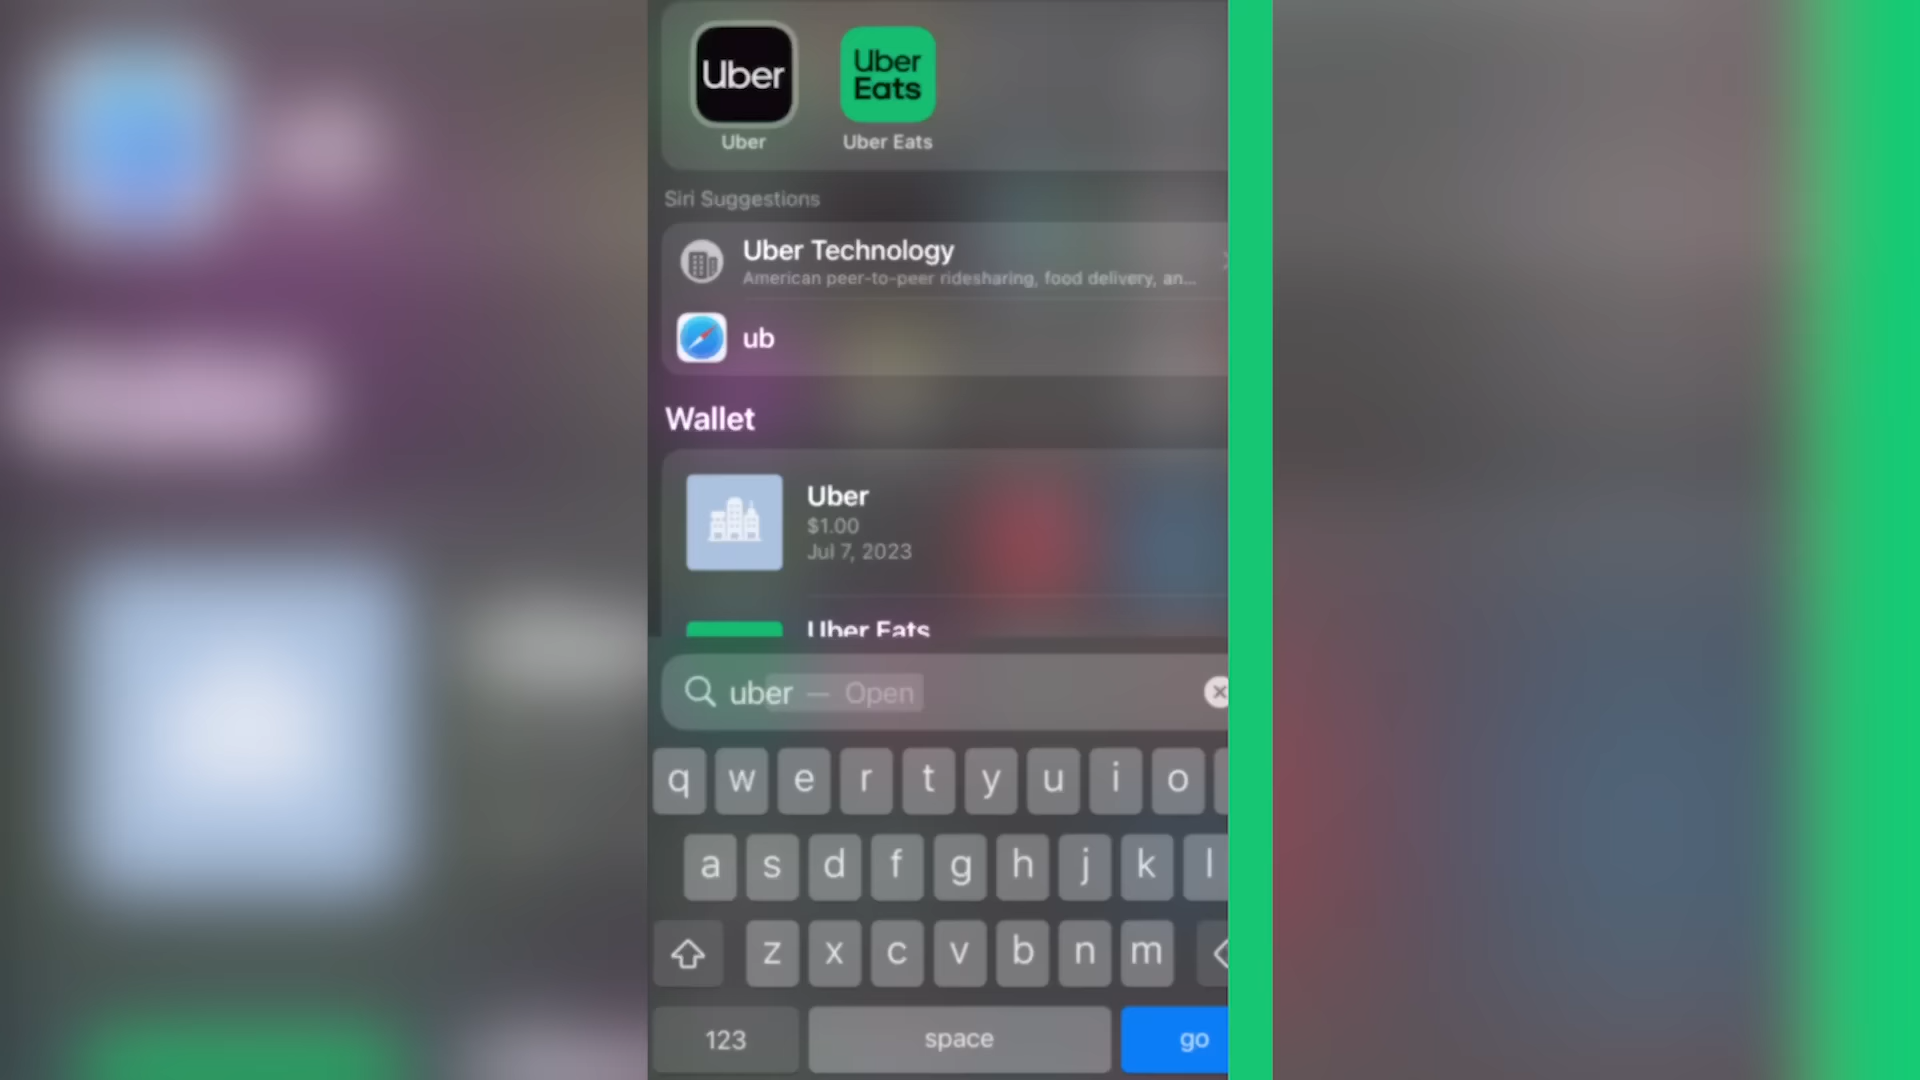 Uber
Uber
Eats
Uber
Uber Eats
Siri Suggestions
Uber Technology
American peer-to-peer ridesharing, food delivery, an...
ub
Wallet
Uber
$1.00
Jul 7, 2023
Uber Eats
uber — Open
q w e r t y u i o
a s d f g h j k l
z x c v b n m
123 space go